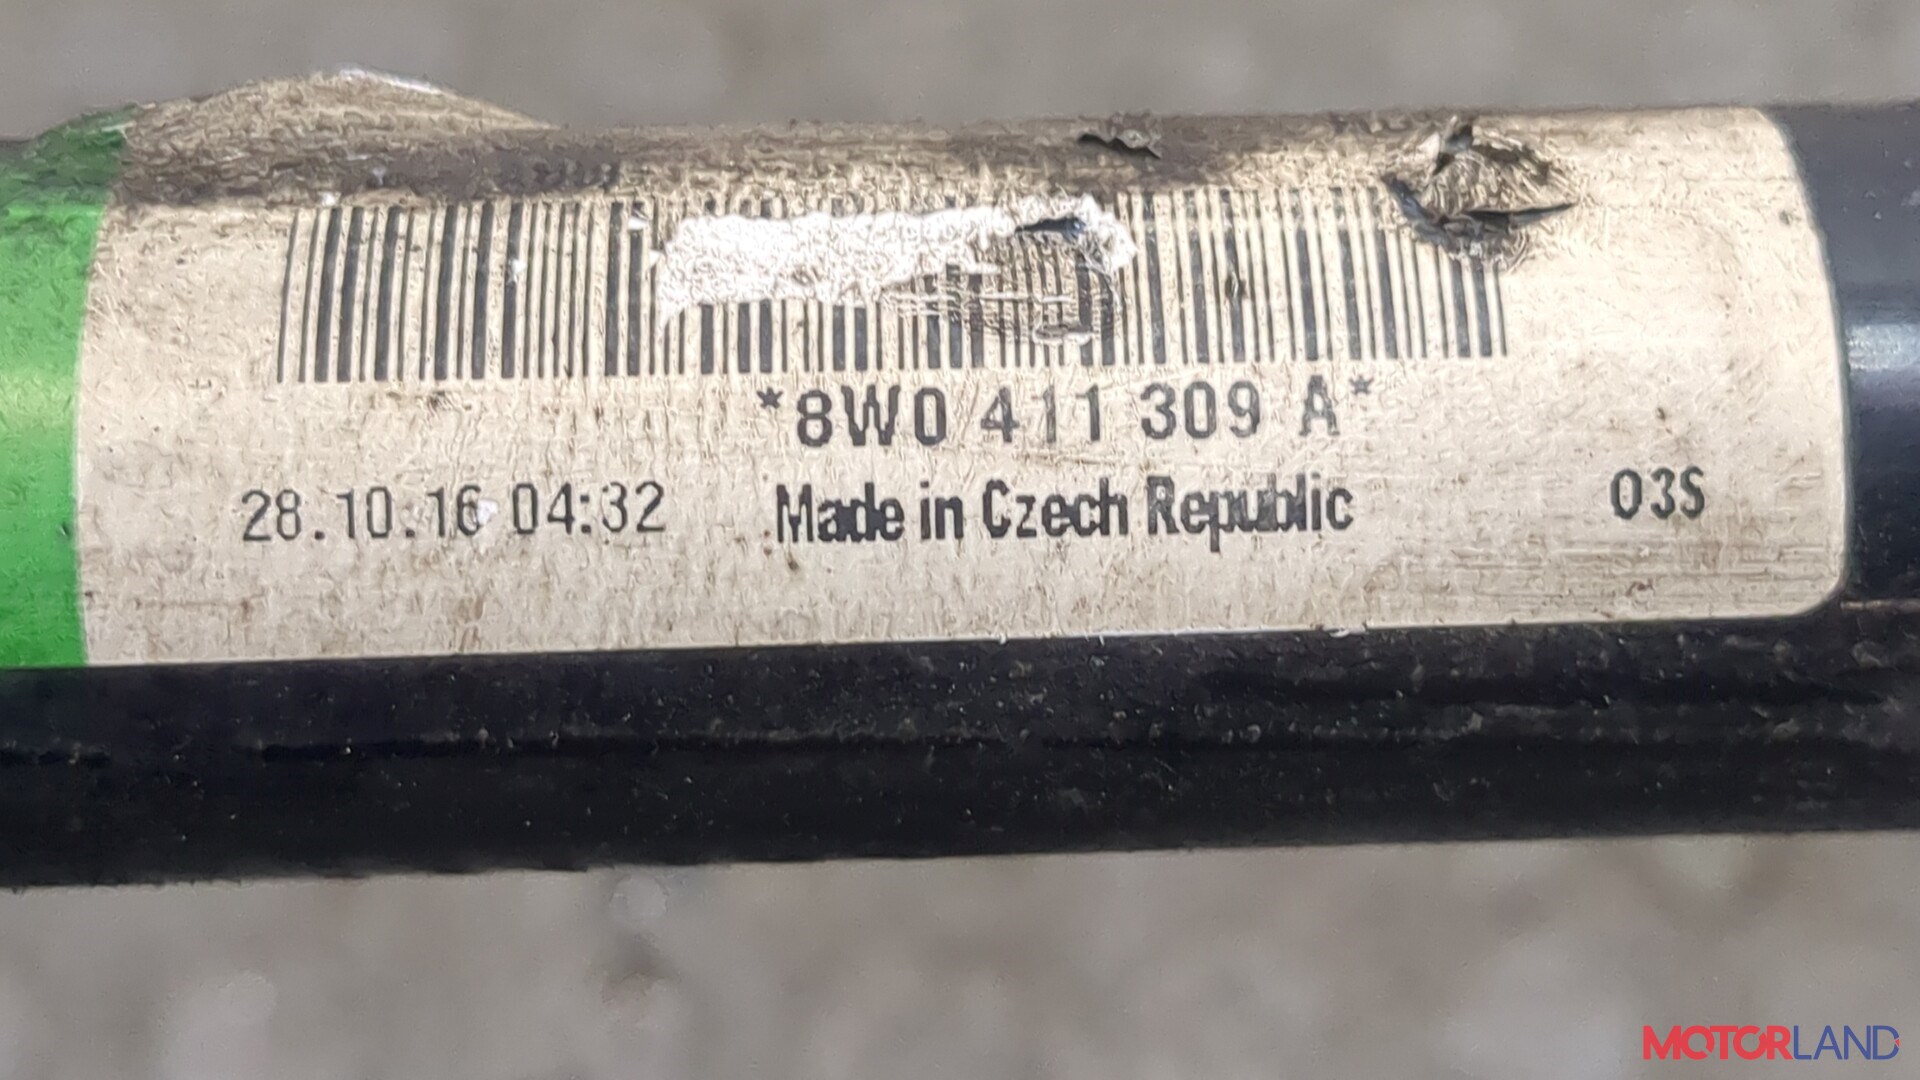 *8W0 411 309 A*
28.10.16 04:32 Made in Czech Republic 03S
MOTORLAND